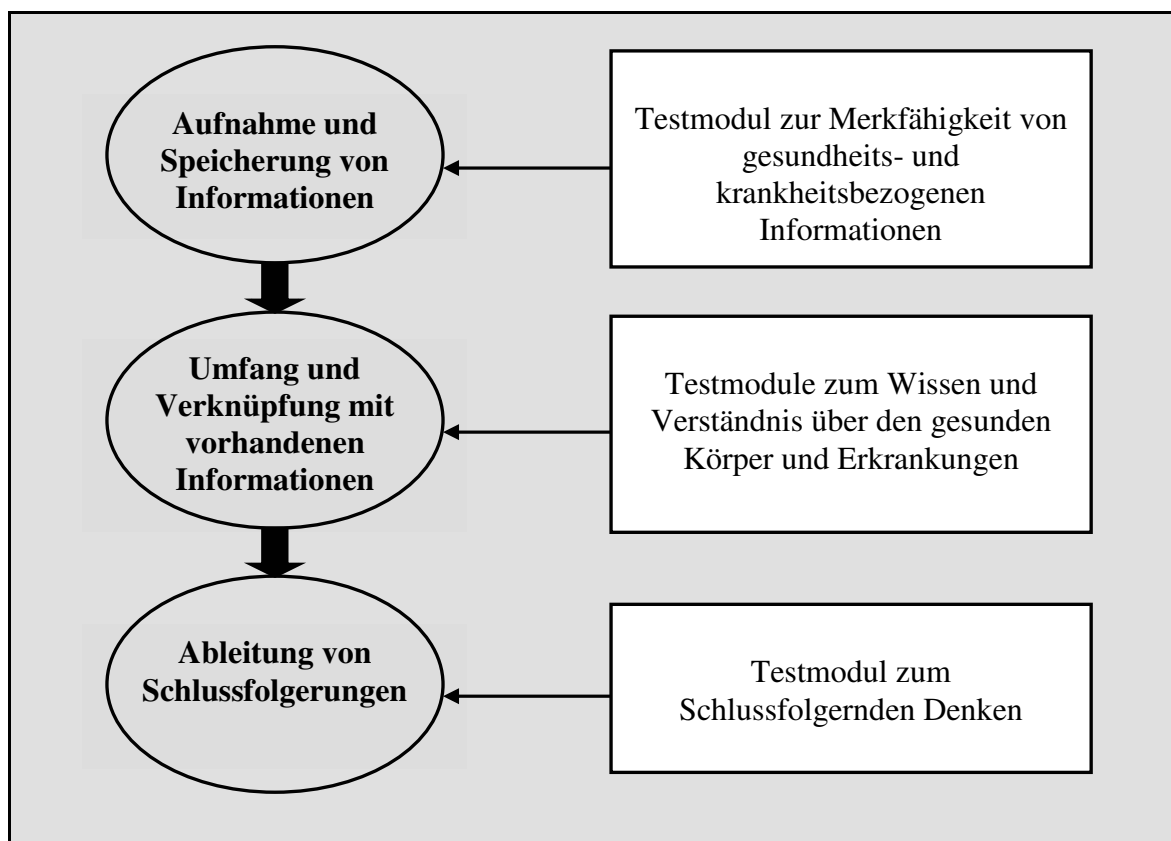 Aufnahme und
Speicherung von
Informationen
Testmodul zur Merkfähigkeit von
gesundheits- und
krankheitsbezogenen
Informationen
Umfang und
Verknüpfung mit
vorhandenen
Informationen
Testmodule zum Wissen und
Verständnis über den gesunden
Körper und Erkrankungen
Ableitung von
Schlussfolgerungen
Testmodul zum
Schlussfolgernden Denken